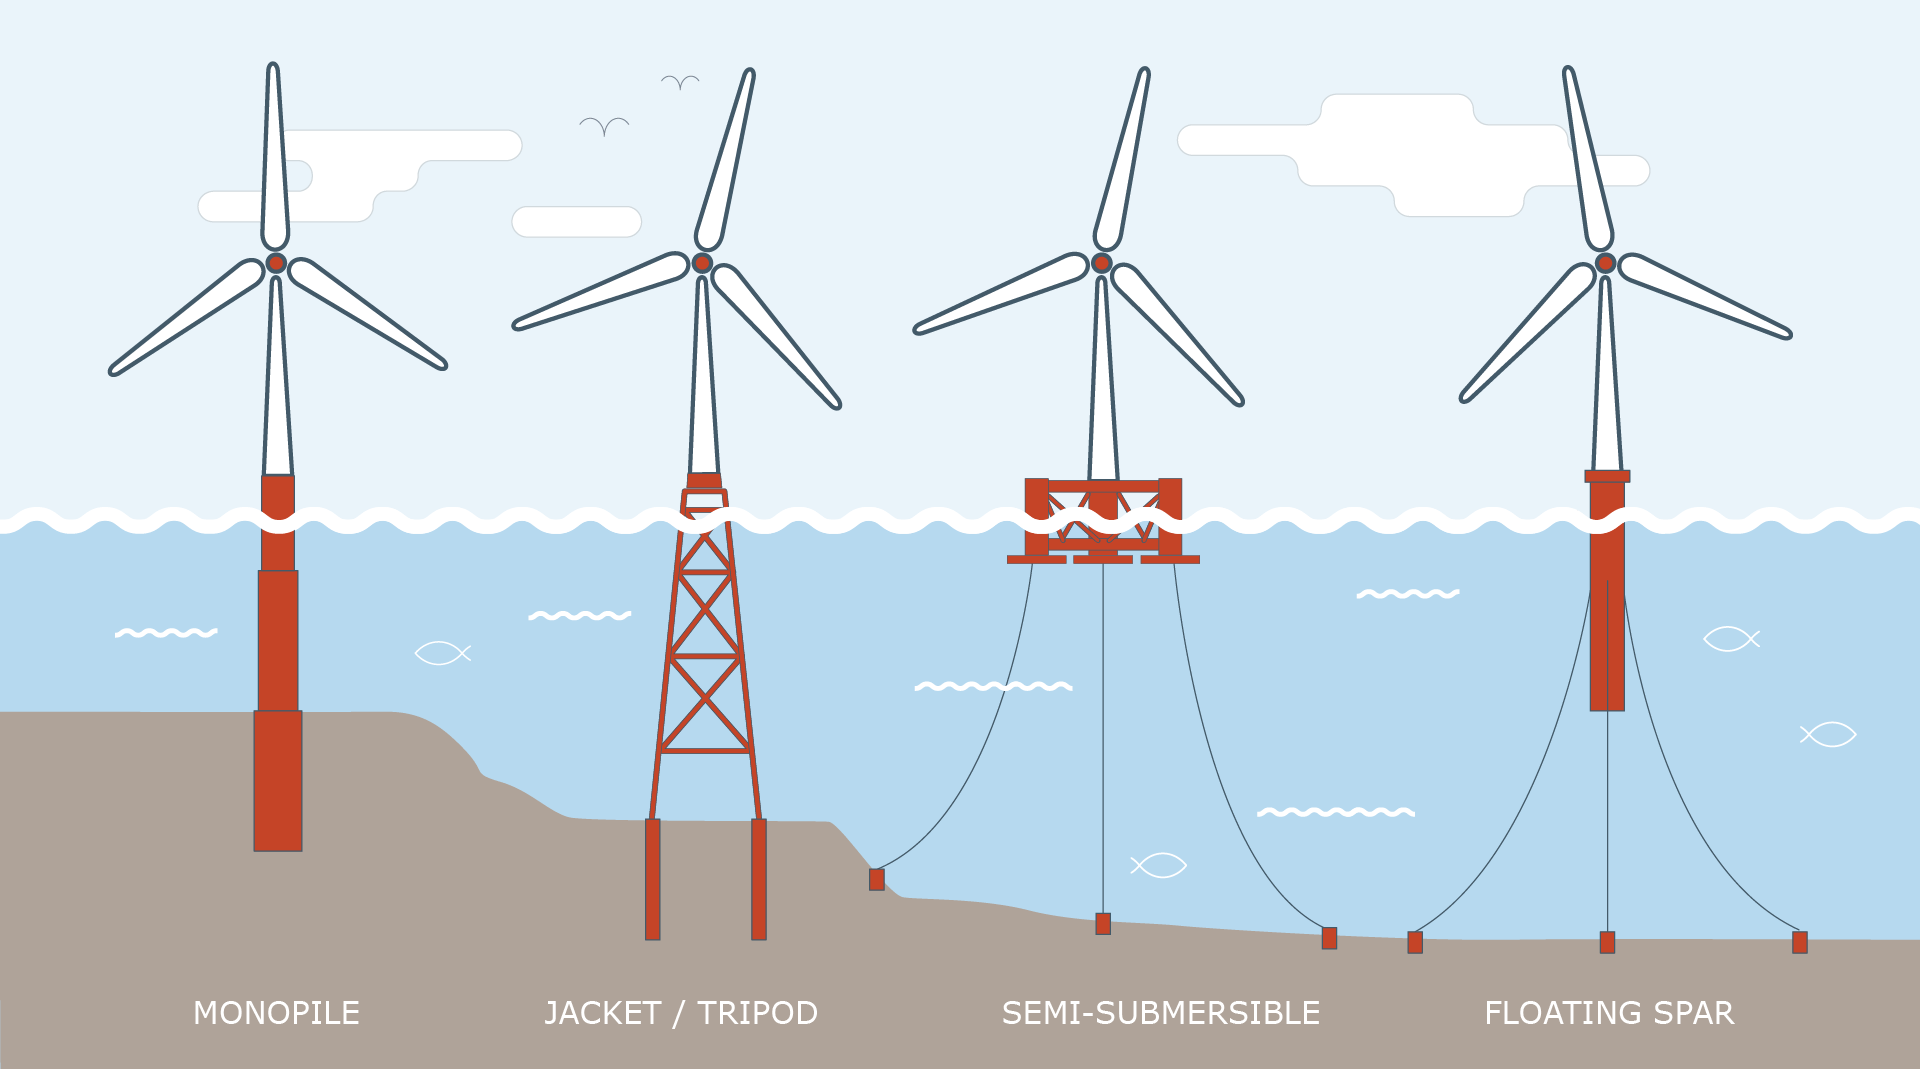 MONOPILE
JACKET / TRIPOD
SEMI-SUBMERSIBLE
FLOATING SPAR